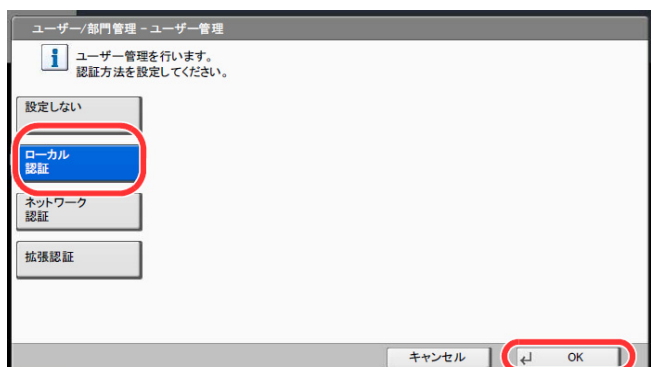 ユーザー/部門管理 - ユーザー管理
ユーザー管理を行います。
認証方法を設定してください。
設定しない
ローカル
認証
ネットワーク
認証
拡張認証
キャンセル
OK